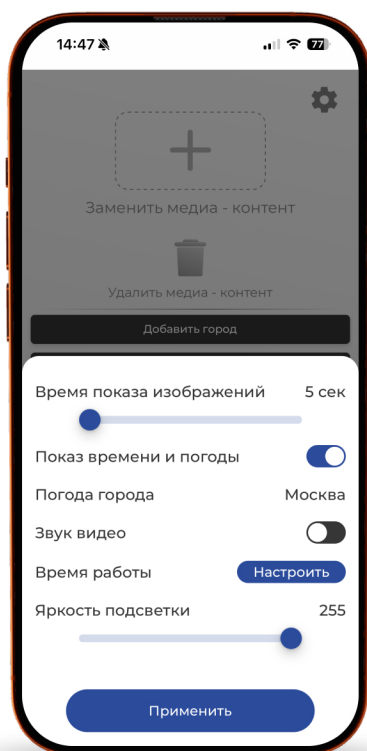 14:47
77
Заменить медиа - контент
Удалить медиа - контент
Добавить город
Время показа изображений 5 сек
Показ времени и погоды
Погода города Москва
Звук видео
Время работы Настроить
Яркость подсветки 255
Применить